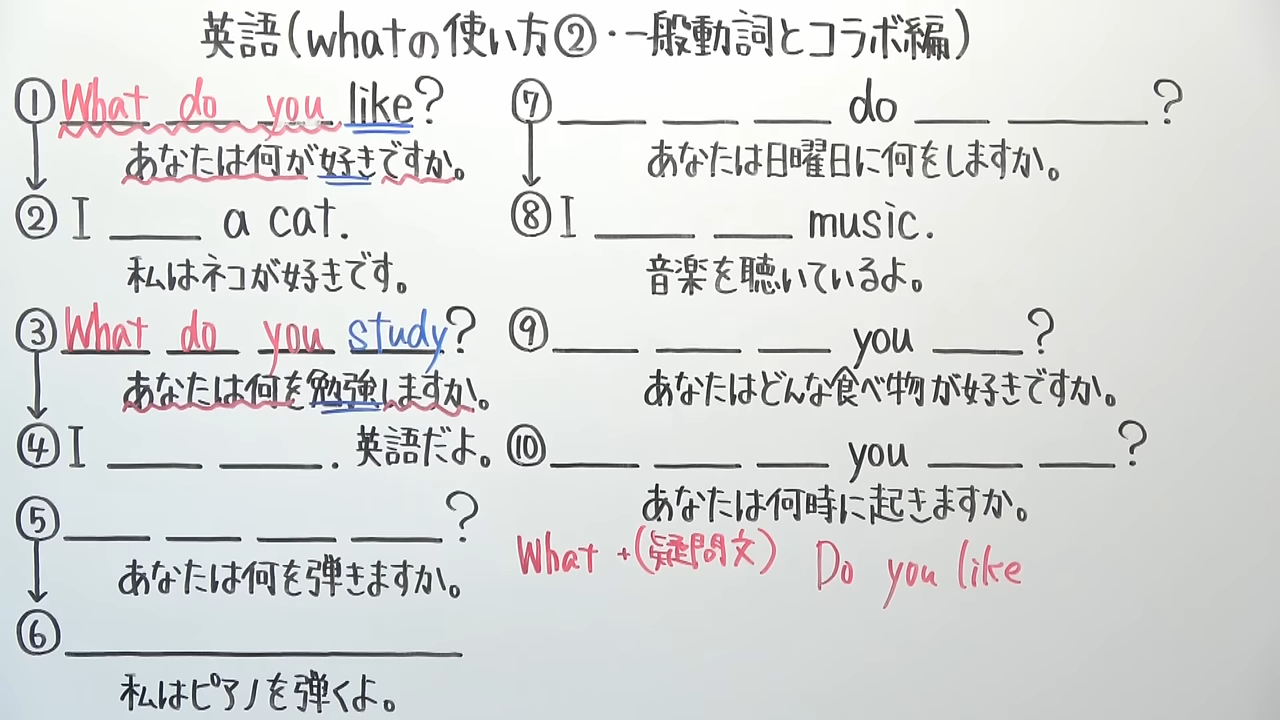 英語(whatの使い方②・一般動詞とコラボ編)
① What do you like?
あなたは何が好きですか。
② I ____ a cat.
私はネコが好きです。
③ What do you study?
あなたは何を勉強しますか。
④ I ____ ____. 英語だよ。
⑤ ____ ____ ____ ____?
あなたは何を弾きますか。
⑥ ____
私はピアノを弾くよ。
⑦ ____ ____ ____ do ____ ____?
あなたは日曜日に何をしますか。
⑧ I ____ ____ music.
音楽を聴いているよ。
⑨ ____ ____ ____ you ____?
あなたはどんな食べ物が好きですか。
⑩ ____ ____ ____ you ____ ____?
あなたは何時に起きますか。
What +(疑問文) Do you like